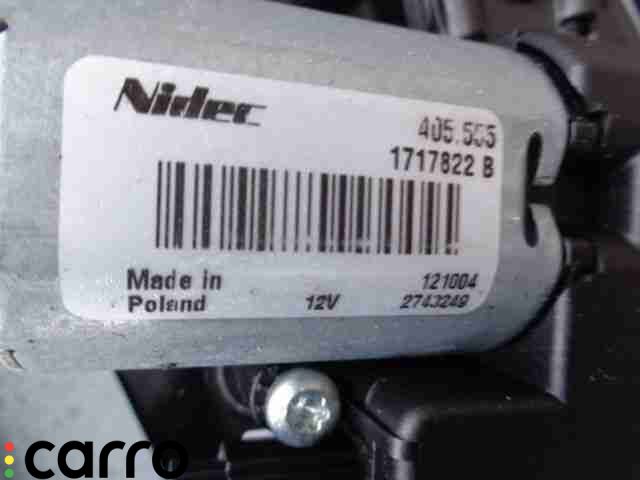 Nidec
405.555
1717822 B
Made in
121004
Poland 12V 2743249
carro